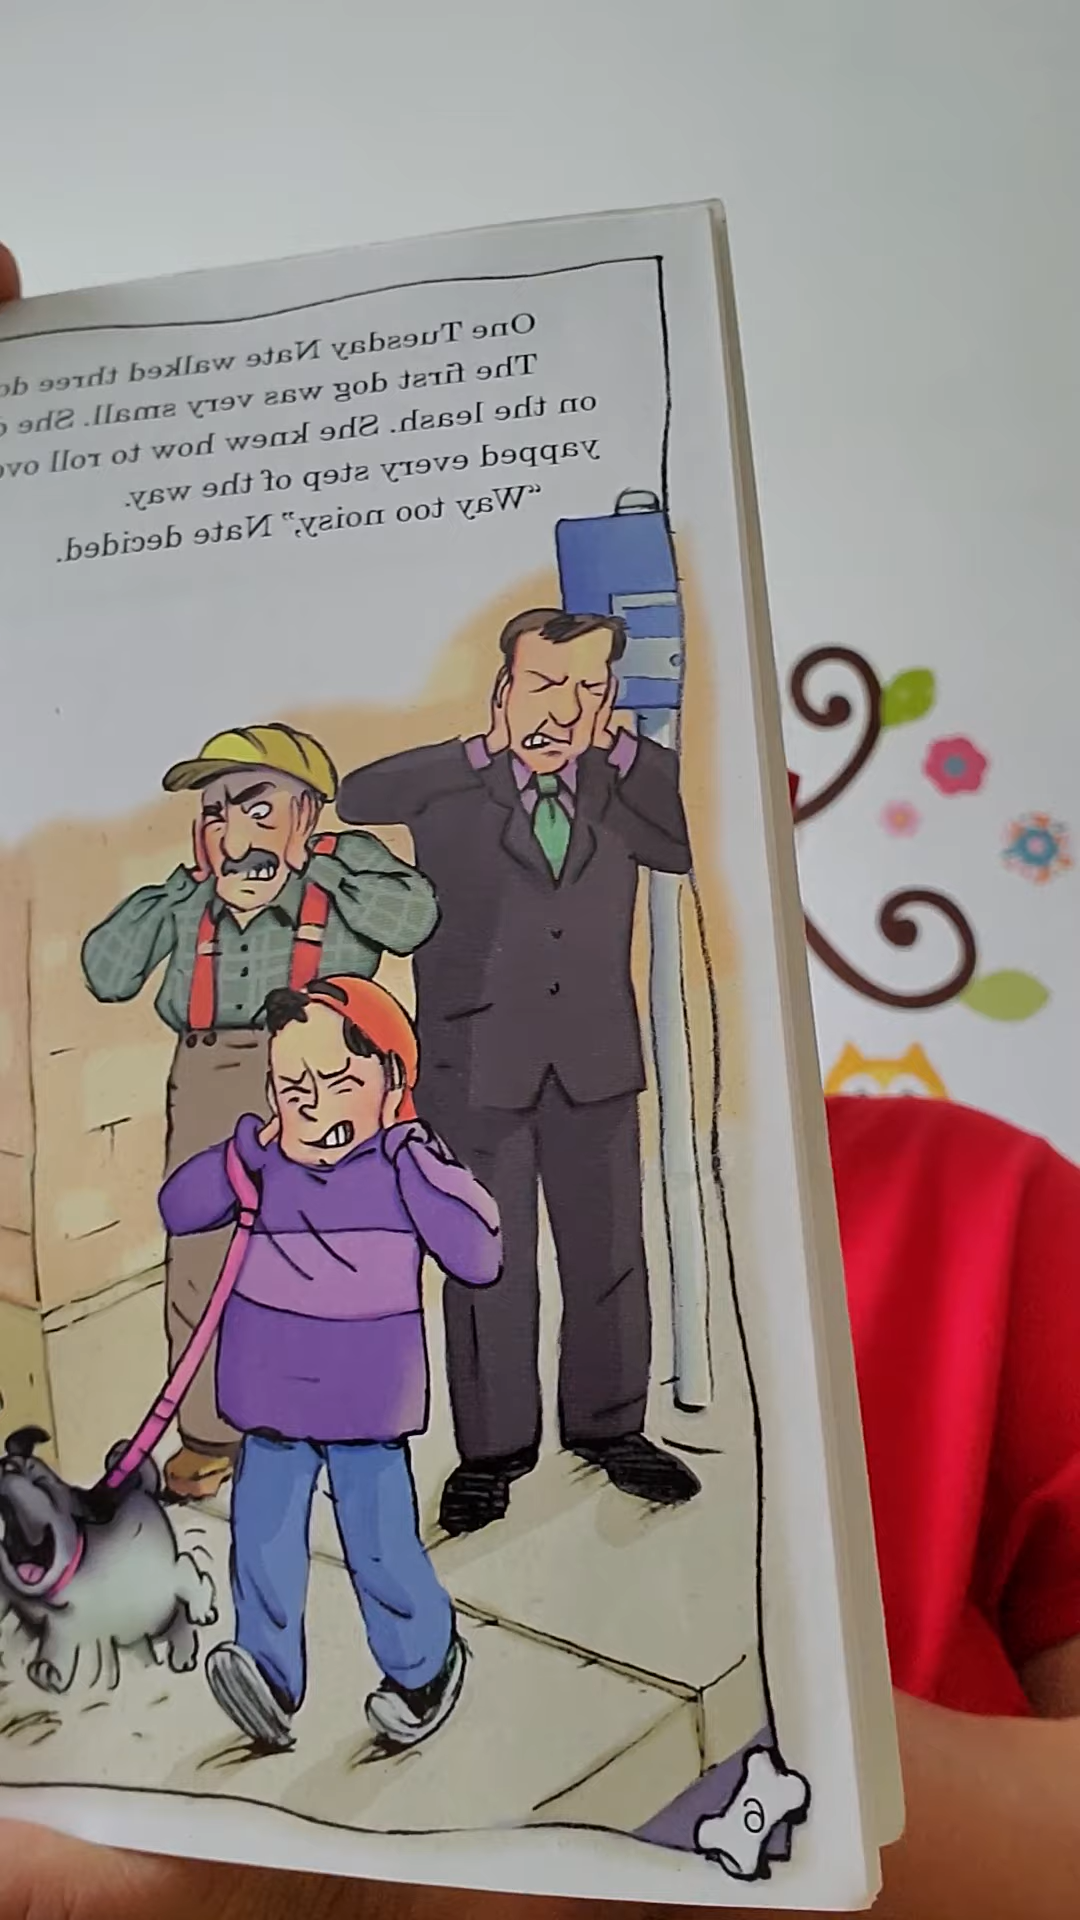 One Tuesday Nate walked three
The first dog was very small. She
on the leash. She knew how to roll
yapped every step of the way.
“Way too noisy,” Nate decided.
6